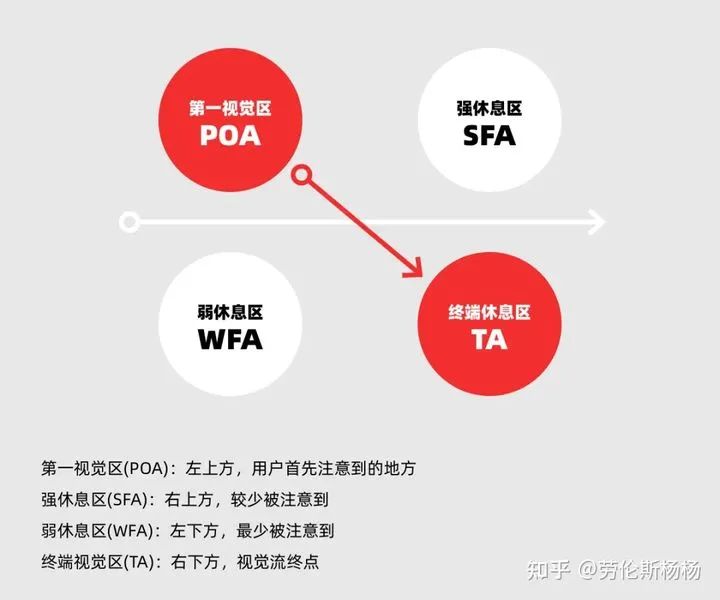 第一视觉区
POA
强休息区
SFA
弱休息区
WFA
终端休息区
TA
第一视觉区(POA)：左上方，用户首先注意到的地方
强休息区(SFA)：右上方，较少被注意到
弱休息区(WFA)：左下方，最少被注意到
终端视觉区(TA)：右下方，视觉流终点
知乎 @劳伦斯杨杨